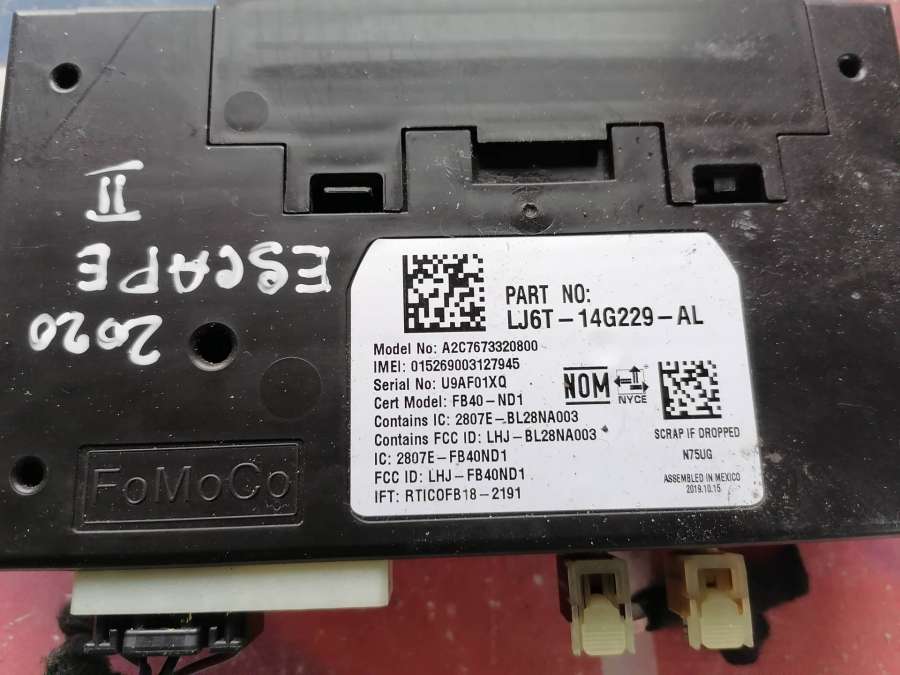 PART NO:
LJ6T-14G229-AL
Model No: A2C7673320800
IMEI: 015269003127945
Serial No: U9AF01XQ
Cert Model: FB40-ND1
Contains IC: 2807E-BL28NA003
Contains FCC ID: LHJ-BL28NA003
IC: 2807E-FB40ND1
FCC ID: LHJ-FB40ND1
IFT: RTICOFB18-2191
NOM
NYCE
SCRAP IF DROPPED
N75UG
ASSEMBLED IN MEXICO
2019.10.15
FoMoCo
2020
ESCAPE
II